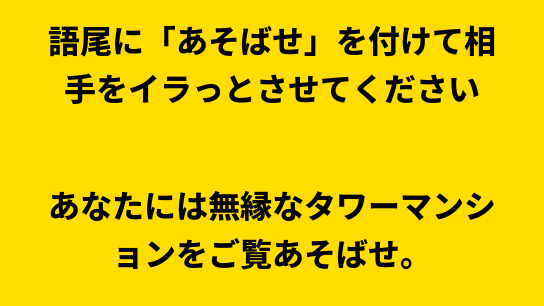 語尾に「あそばせ」を付けて相
手をイラっとさせてください
あなたには無縁なタワーマンシ
ョンをご覧あそばせ。